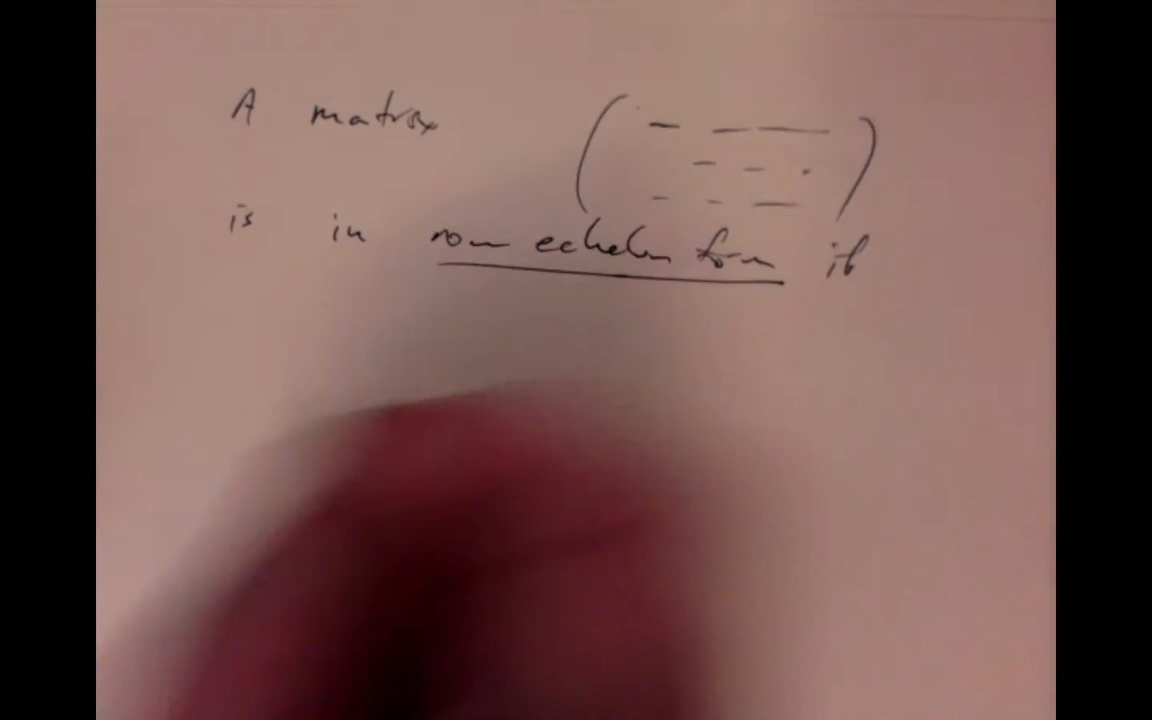 A matrix ( - - - - )
is in row echelon form if